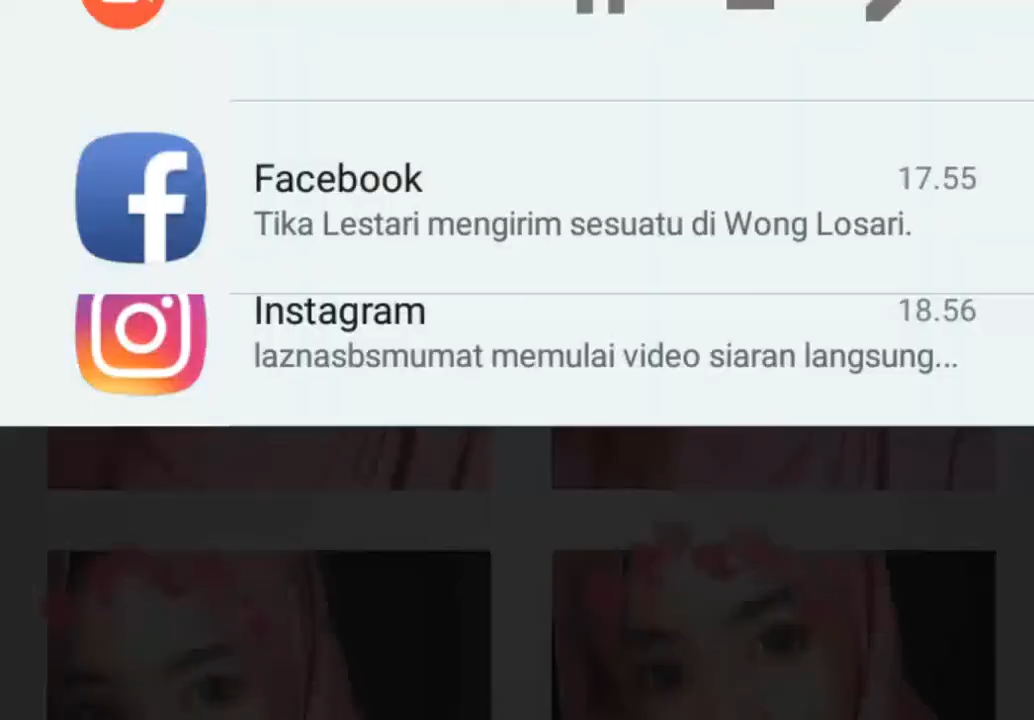 Facebook
17.55
Tika Lestari mengirim sesuatu di Wong Losari.
Instagram
18.56
laznasbsmumat memulai video siaran langsung...